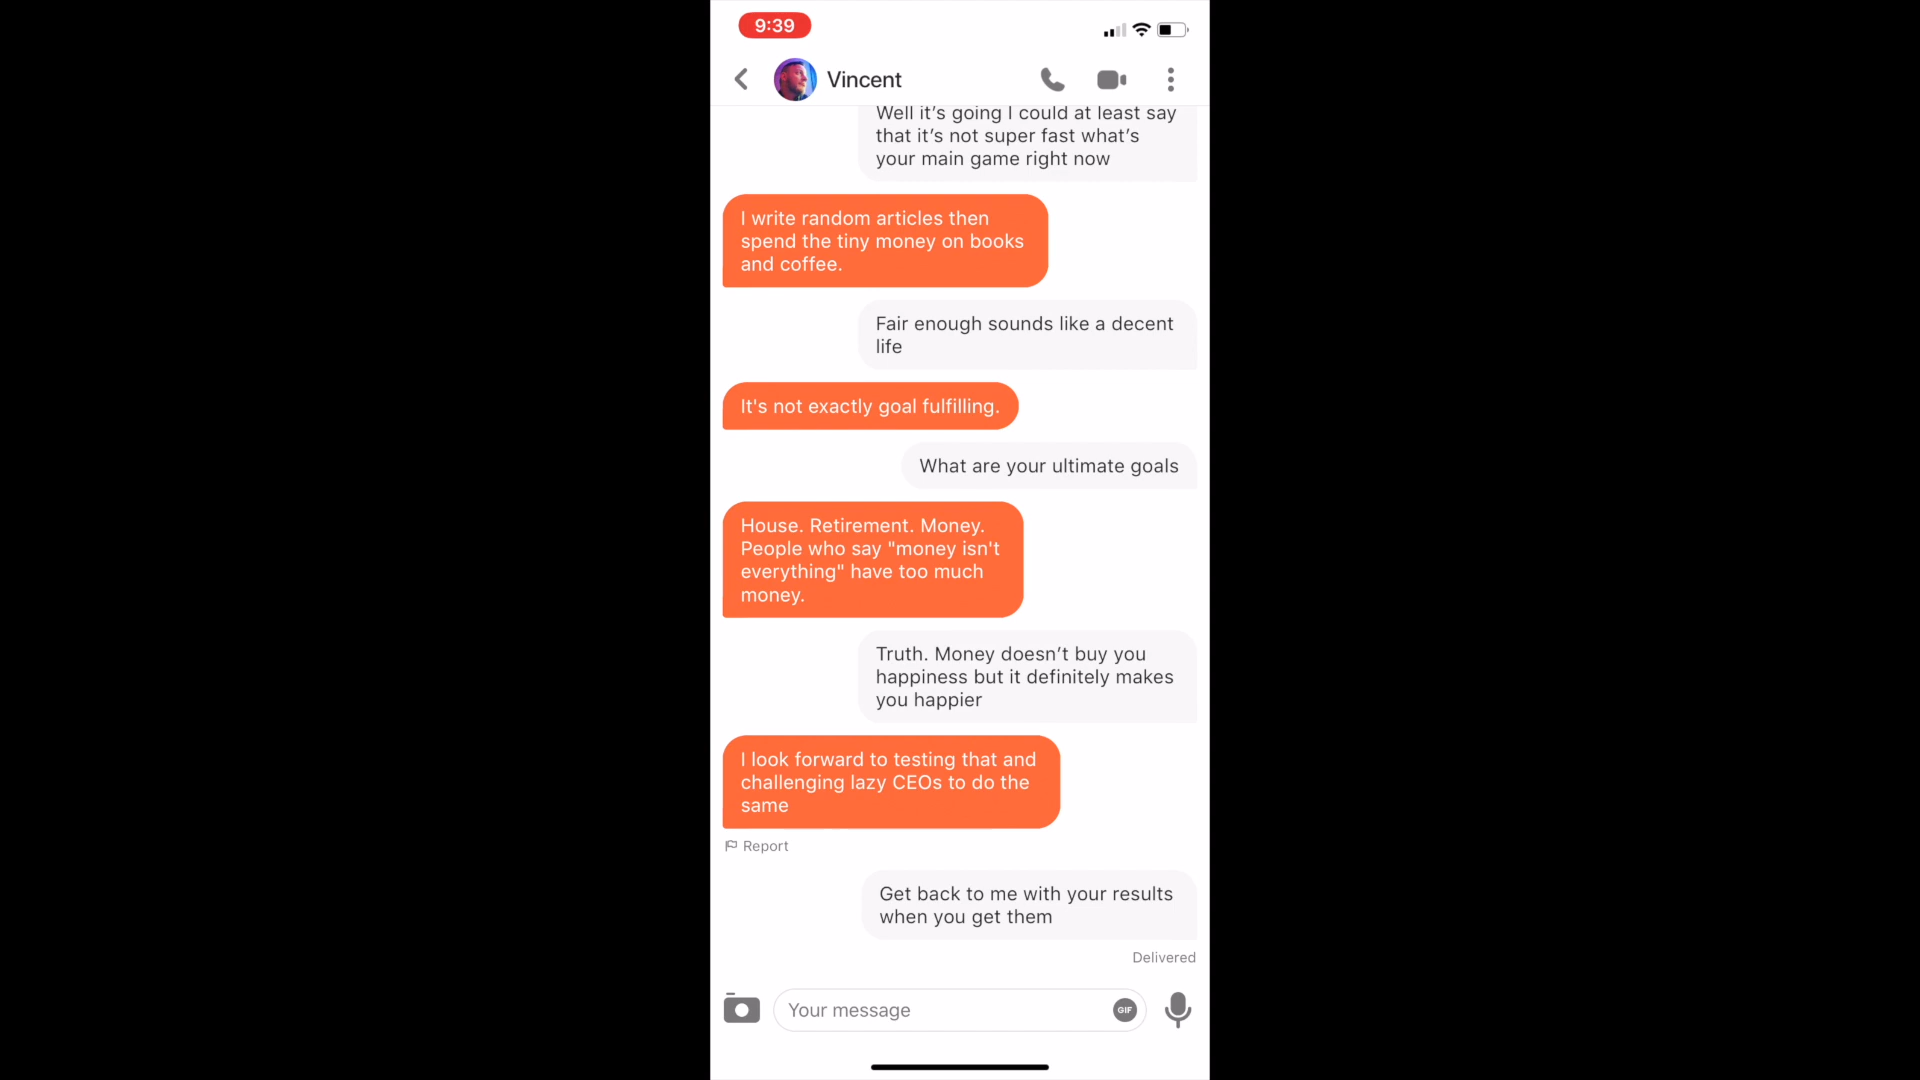 9:39
Vincent
Well it’s going I could at least say
that it’s not super fast what’s
your main game right now
I write random articles then
spend the tiny money on books
and coffee.
Fair enough sounds like a decent
life
It's not exactly goal fulfilling.
What are your ultimate goals
House. Retirement. Money.
People who say "money isn't
everything" have too much
money.
Truth. Money doesn’t buy you
happiness but it definitely makes
you happier
I look forward to testing that and
challenging lazy CEOs to do the
same
Report
Get back to me with your results
when you get them
Delivered
Your message
GIF